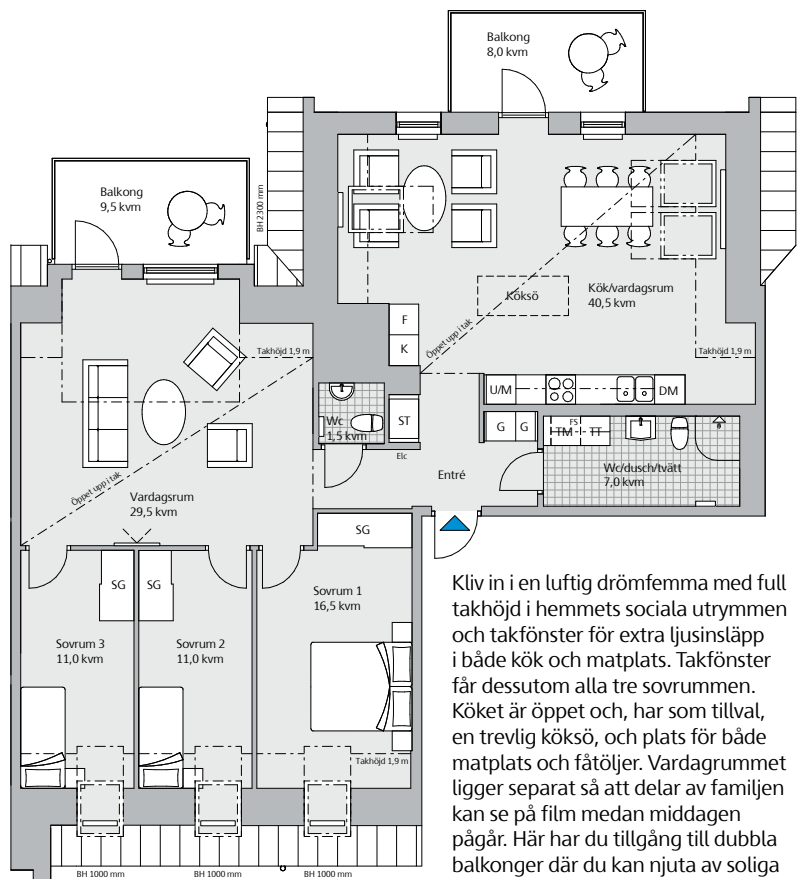 Balkong
8,0 kvm
Balkong
9,5 kvm
BH 2300 mm
Köksö
Kök/vardagsrum
40,5 kvm
F
K
Öppet upp i tak
Takhöjd 1,9 m
Takhöjd 1,9 m
U/M
DM
Wc
1,5 kvm
ST
G
G
FS
TM
TT
Elc
Entré
Wc/dusch/tvätt
7,0 kvm
Öppet upp i tak
Vardagsrum
29,5 kvm
SG
SG
SG
Sovrum 1
16,5 kvm
Sovrum 3
11,0 kvm
Sovrum 2
11,0 kvm
Takhöjd 1,9 m
BH 1000 mm
BH 1000 mm
BH 1000 mm
Kliv in i en luftig drömfemma med full
takhöjd i hemmets sociala utrymmen
och takfönster för extra ljusinsläpp
i både kök och matplats. Takfönster
får dessutom alla tre sovrummen.
Köket är öppet och, har som tillval,
en trevlig köksö, och plats för både
matplats och fåtöljer. Vardagrummet
ligger separat så att delar av familjen
kan se på film medan middagen
pågår. Här har du tillgång till dubbla
balkonger där du kan njuta av soliga